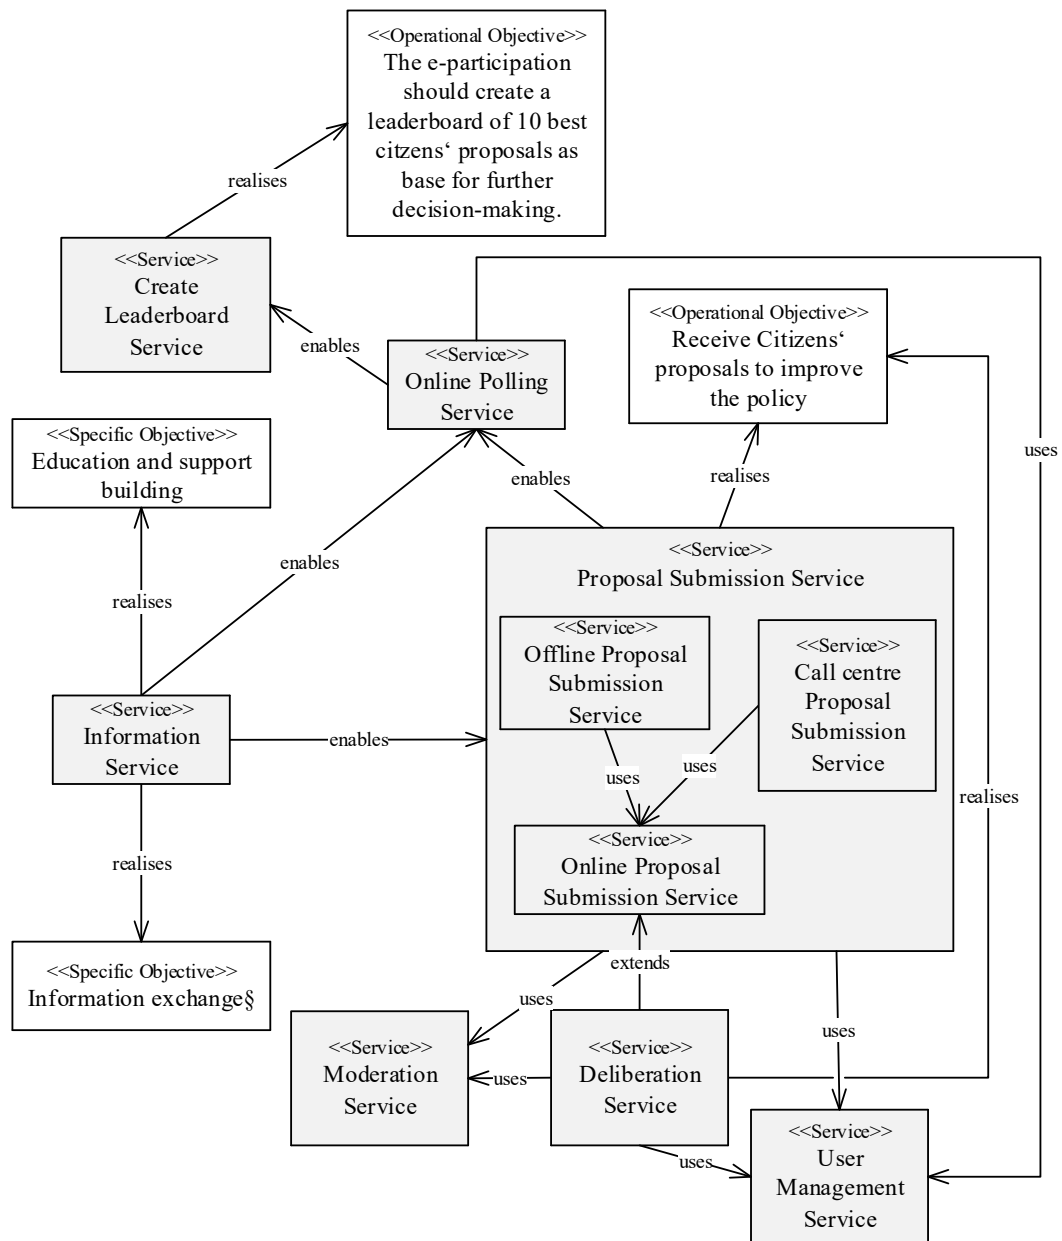 <<Operational Objective>>
The e-participation
should create a
leaderboard of 10 best
citzens‘ proposals as
base for further
decision-making.
realises
<<Service>>
Create
Leaderboard
Service
enables
<<Service>>
Online Polling
Service
<<Operational Objective>>
Receive Citizens‘
proposals to improve
the policy
uses
<<Specific Objective>>
Education and support
building
enables
realises
enables
realises
<<Service>>
Proposal Submission Service
<<Service>>
Offline Proposal
Submission
Service
<<Service>>
Call centre
Proposal
Submission
Service
<<Service>>
Information
Service
enables
uses
uses
realises
<<Service>>
Online Proposal
Submission Service
realises
extends
<<Specific Objective>>
Information exchange§
uses
uses
<<Service>>
Moderation
Service
uses
<<Service>>
Deliberation
Service
uses
<<Service>>
User
Management
Service